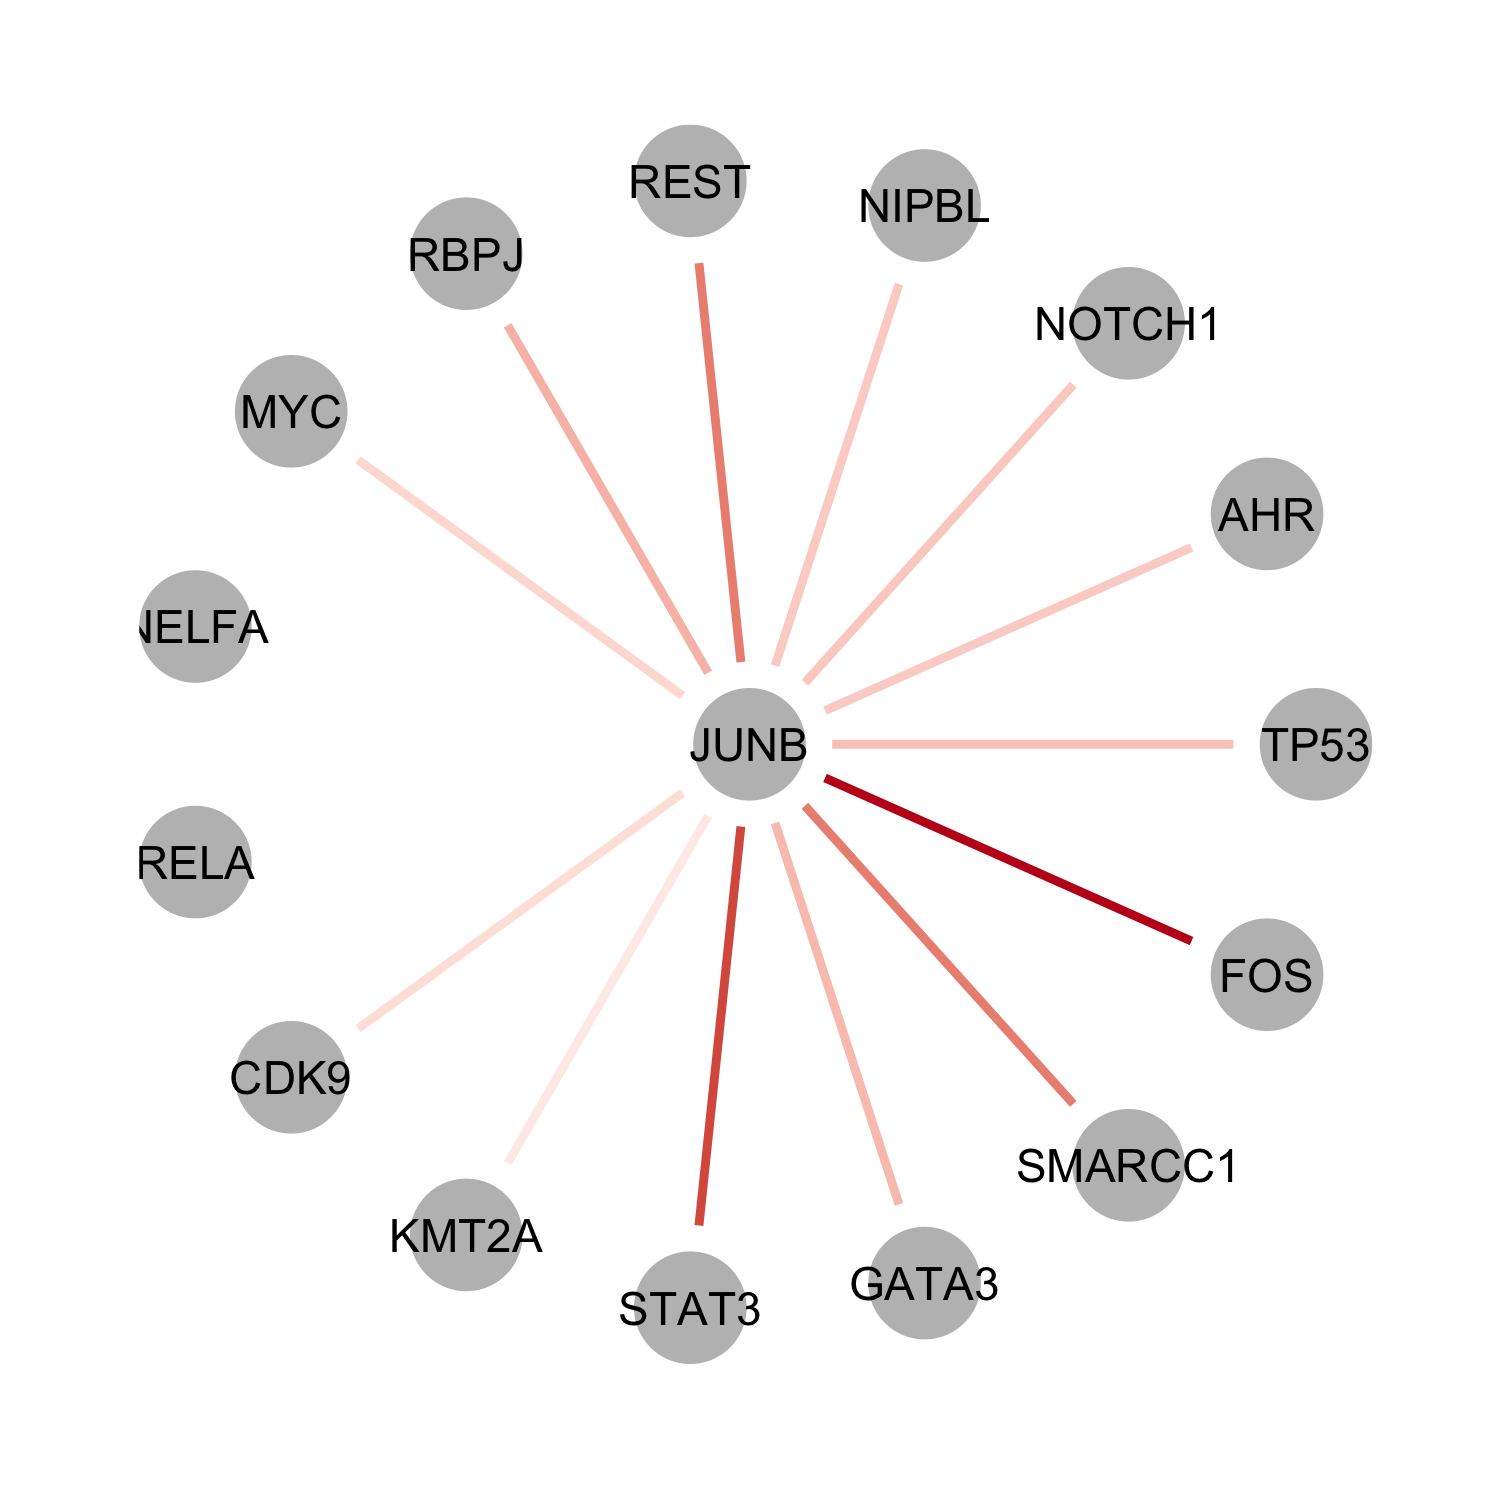 REST
NIPBL
RBPJ
NOTCH1
MYC
AHR
NELFA
JUNB
TP53
RELA
FOS
CDK9
SMARCC1
KMT2A
GATA3
STAT3